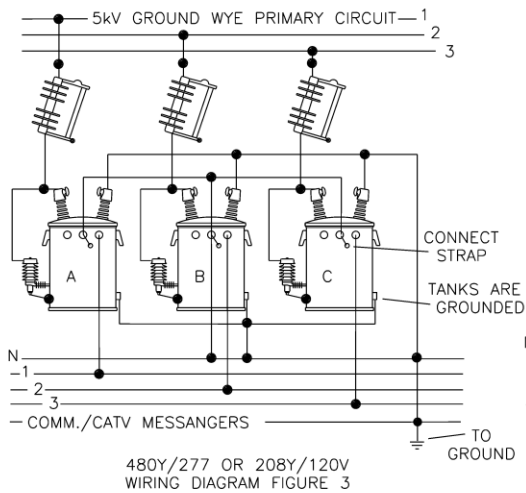 5kV GROUND WYE PRIMARY CIRCUIT 1
2
3
A
B
C
CONNECT
STRAP
TANKS ARE
GROUNDED
N
1
2
3
COMM./CATV MESSANGERS
TO
GROUND
480Y/277 OR 208Y/120V
WIRING DIAGRAM FIGURE 3